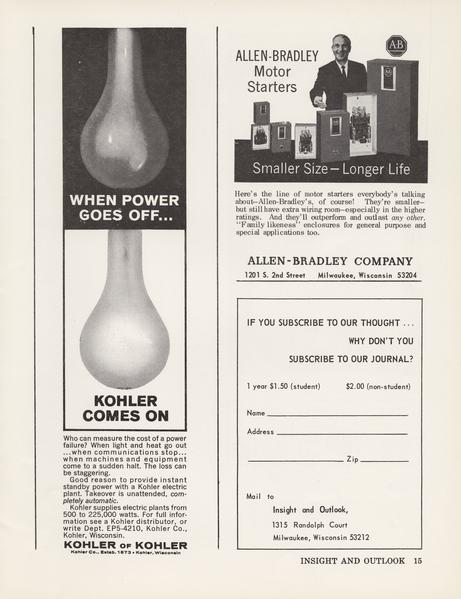 WHEN POWER
GOES OFF...
KOHLER
COMES ON
Who can measure the cost of a power
failure? When light and heat go out
...when communications stop...
when machines and equipment
come to a sudden halt. The loss can
be staggering.
Good reason to provide instant
standby power with a Kohler electric
plant. Takeover is unattended, com-
pletely automatic.
Kohler supplies electric plants from
500 to 225,000 watts. For full infor-
mation see a Kohler distributor, or
write Dept. EP5-4210, Kohler Co.,
Kohler, Wisconsin.
KOHLER OF KOHLER
Kohler Co., Estab. 1873 • Kohler, Wisconsin
ALLEN-BRADLEY
Motor
Starters
A-B
Smaller Size—Longer Life
Here's the line of motor starters everybody's talking
about—Allen-Bradley's, of course! They're smaller—
but still have extra wiring room—especially in the higher
ratings. And they'll outperform and outlast any other.
"Family likeness" enclosures for general purpose and
special applications too.
ALLEN-BRADLEY COMPANY
1201 S. 2nd Street Milwaukee, Wisconsin 53204
IF YOU SUBSCRIBE TO OUR THOUGHT ...
WHY DON'T YOU
SUBSCRIBE TO OUR JOURNAL?
1 year $1.50 (student) $2.00 (non-student)
Name
Address
Zip
Mail to
Insight and Outlook,
1315 Randolph Court
Milwaukee, Wisconsin 53212
INSIGHT AND OUTLOOK 15